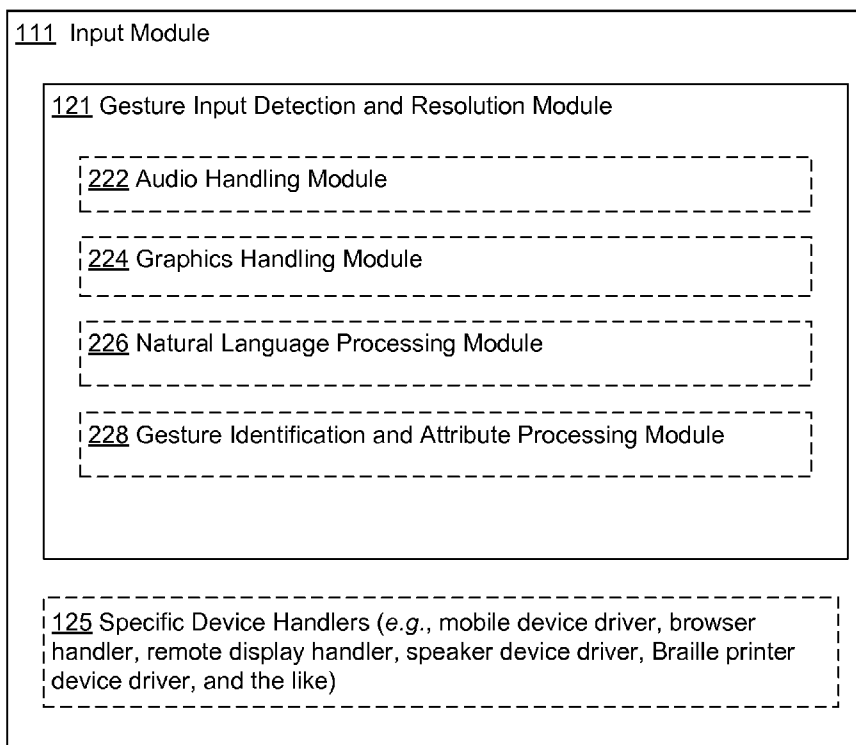 111 Input Module
121 Gesture Input Detection and Resolution Module
222 Audio Handling Module
224 Graphics Handling Module
226 Natural Language Processing Module
228 Gesture Identification and Attribute Processing Module
125 Specific Device Handlers (e.g., mobile device driver, browser
handler, remote display handler, speaker device driver, Braille printer
device driver, and the like)